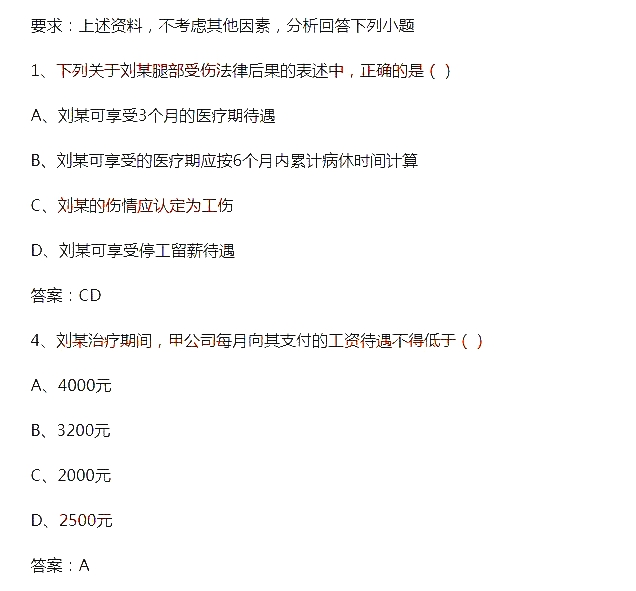 要求：上述资料，不考虑其他因素，分析回答下列小题
1、下列关于刘某腿部受伤法律后果的表述中，正确的是（ ）
A、刘某可享受3个月的医疗期待遇
B、刘某可享受的医疗期应按6个月内累计病休时间计算
C、刘某的伤情应认定为工伤
D、刘某可享受停工留薪待遇
答案：CD
4、刘某治疗期间，甲公司每月向其支付的工资待遇不得低于（ ）
A、4000元
B、3200元
C、2000元
D、2500元
答案：A